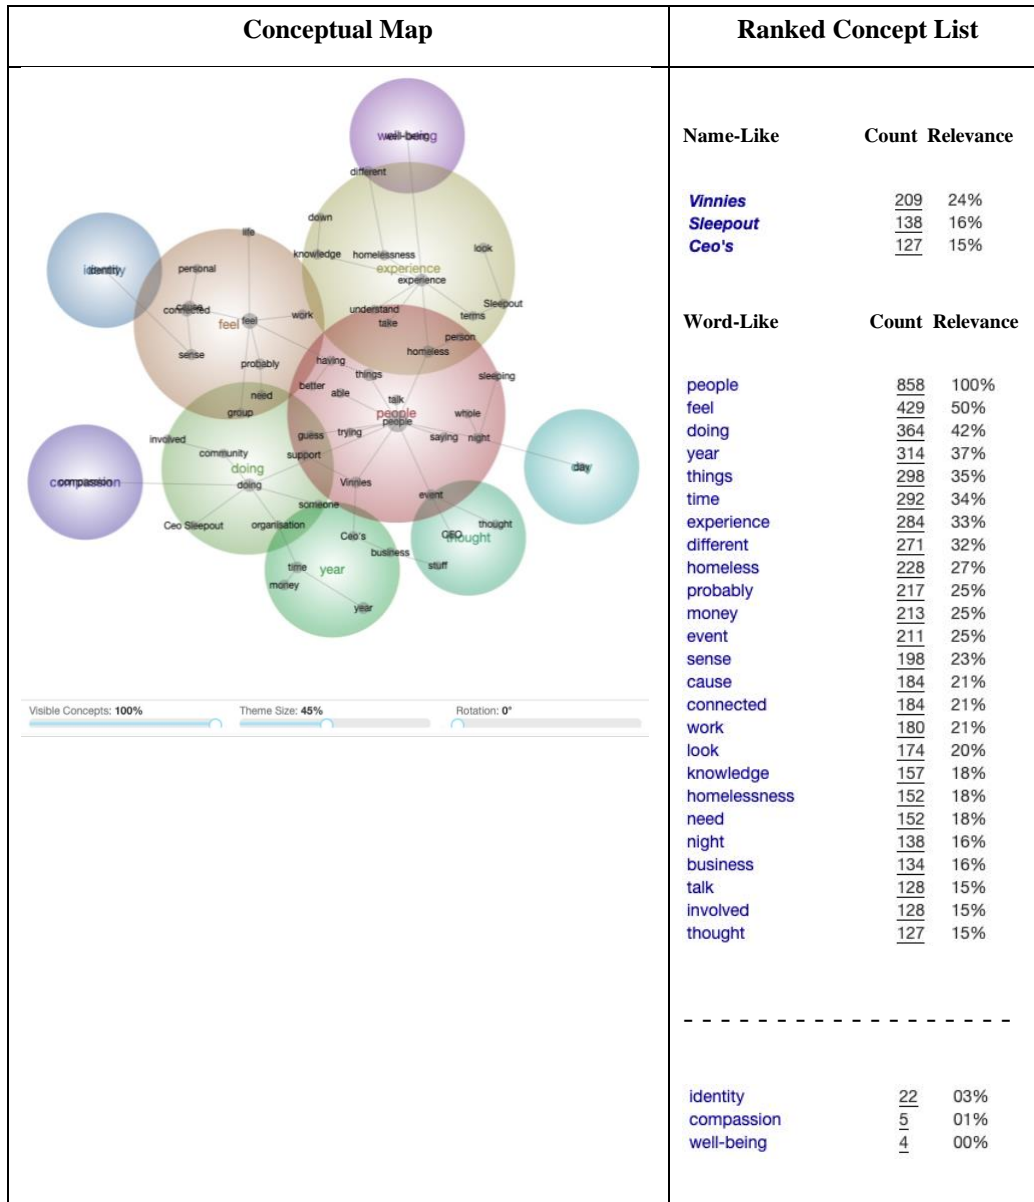 Conceptual Map
Ranked Concept List
well-being
different
down
life
knowledge
homelessness
look
experience
experience
identity
personal
cause
connected
feel
feel
work
understand
take
terms
Sleepout
person
homeless
sense
probably
having
things
sleeping
better
able
need
group
talk
people
people
whole
guess
trying
saying
night
involved
community
support
doing
doing
compassion
Vinnies
day
event
someone
Ceo Sleepout
organisation
Ceo's
CEO
thought
thought
business
stuff
time
year
money
year
Visible Concepts: 100%
Theme Size: 45%
Rotation: 0°
Name-Like Count Relevance
Vinnies 209 24%
Sleepout 138 16%
Ceo's 127 15%
Word-Like Count Relevance
people 858 100%
feel 429 50%
doing 364 42%
year 314 37%
things 298 35%
time 292 34%
experience 284 33%
different 271 32%
homeless 228 27%
probably 217 25%
money 213 25%
event 211 25%
sense 198 23%
cause 184 21%
connected 184 21%
work 180 21%
look 174 20%
knowledge 157 18%
homelessness 152 18%
need 152 18%
night 138 16%
business 134 16%
talk 128 15%
involved 128 15%
thought 127 15%
identity 22 03%
compassion 5 01%
well-being 4 00%